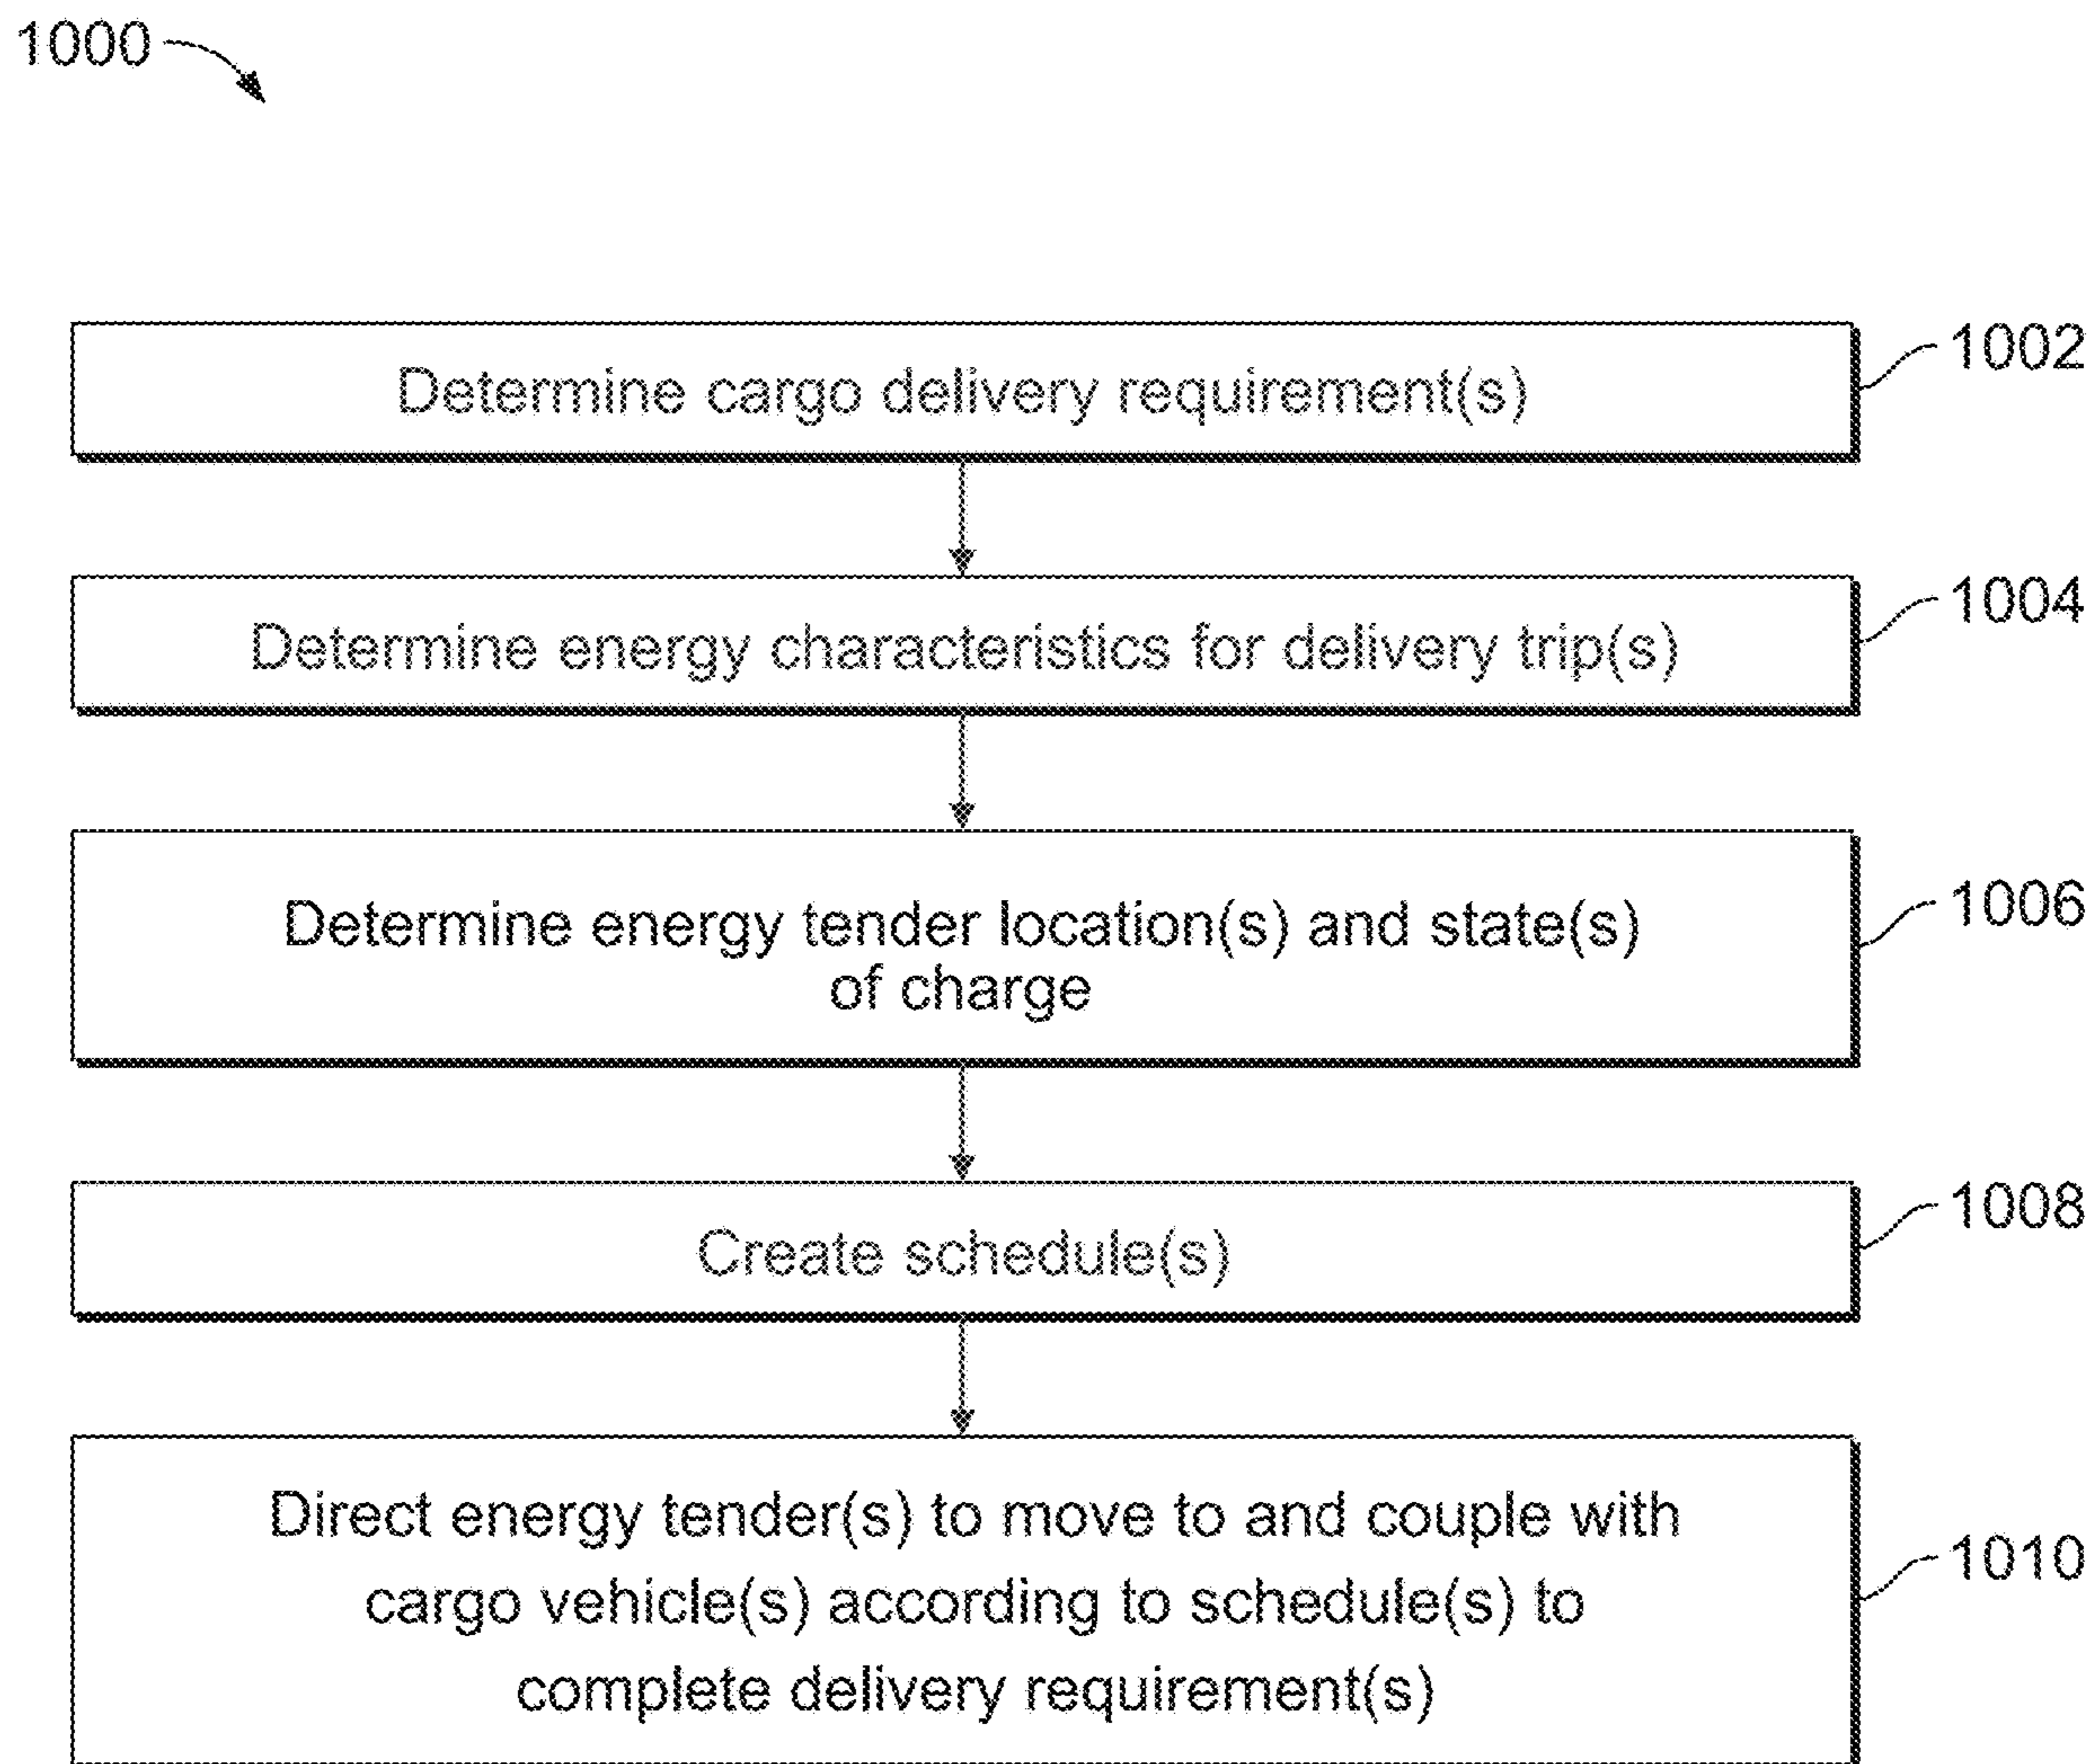 1000
Determine cargo delivery requirement(s)
1002
Determine energy characteristics for delivery trip(s)
1004
Determine energy tender location(s) and state(s)
of charge
1006
Create schedule(s)
1008
Direct energy tender(s) to move to and couple with
cargo vehicle(s) according to schedule(s) to
complete delivery requirement(s)
1010